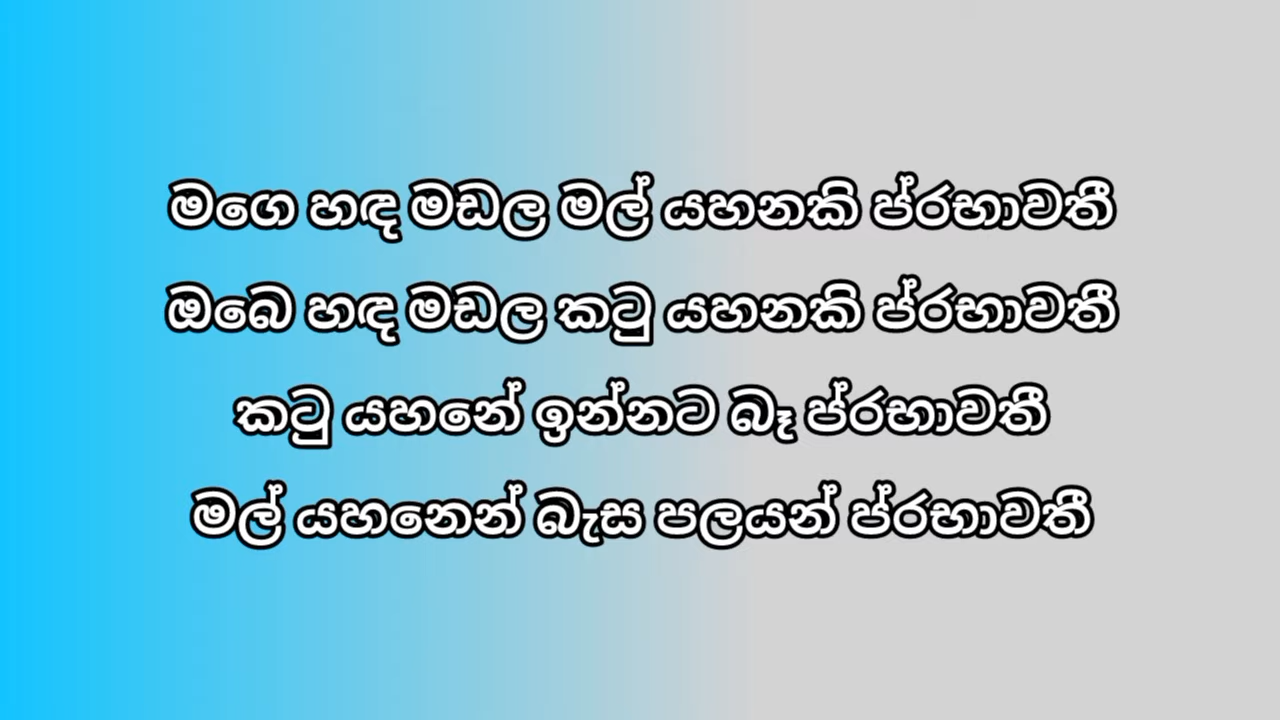 මගෙ හඳ මඩල මල් යහනකි ප්රභාවතී
ඔබෙ හඳ මඩල කටු යහනකි ප්රභාවතී
කටු යහනේ ඉන්නට බෑ ප්රභාවතී
මල් යහනෙන් බැස පලයන් ප්රභාවතී